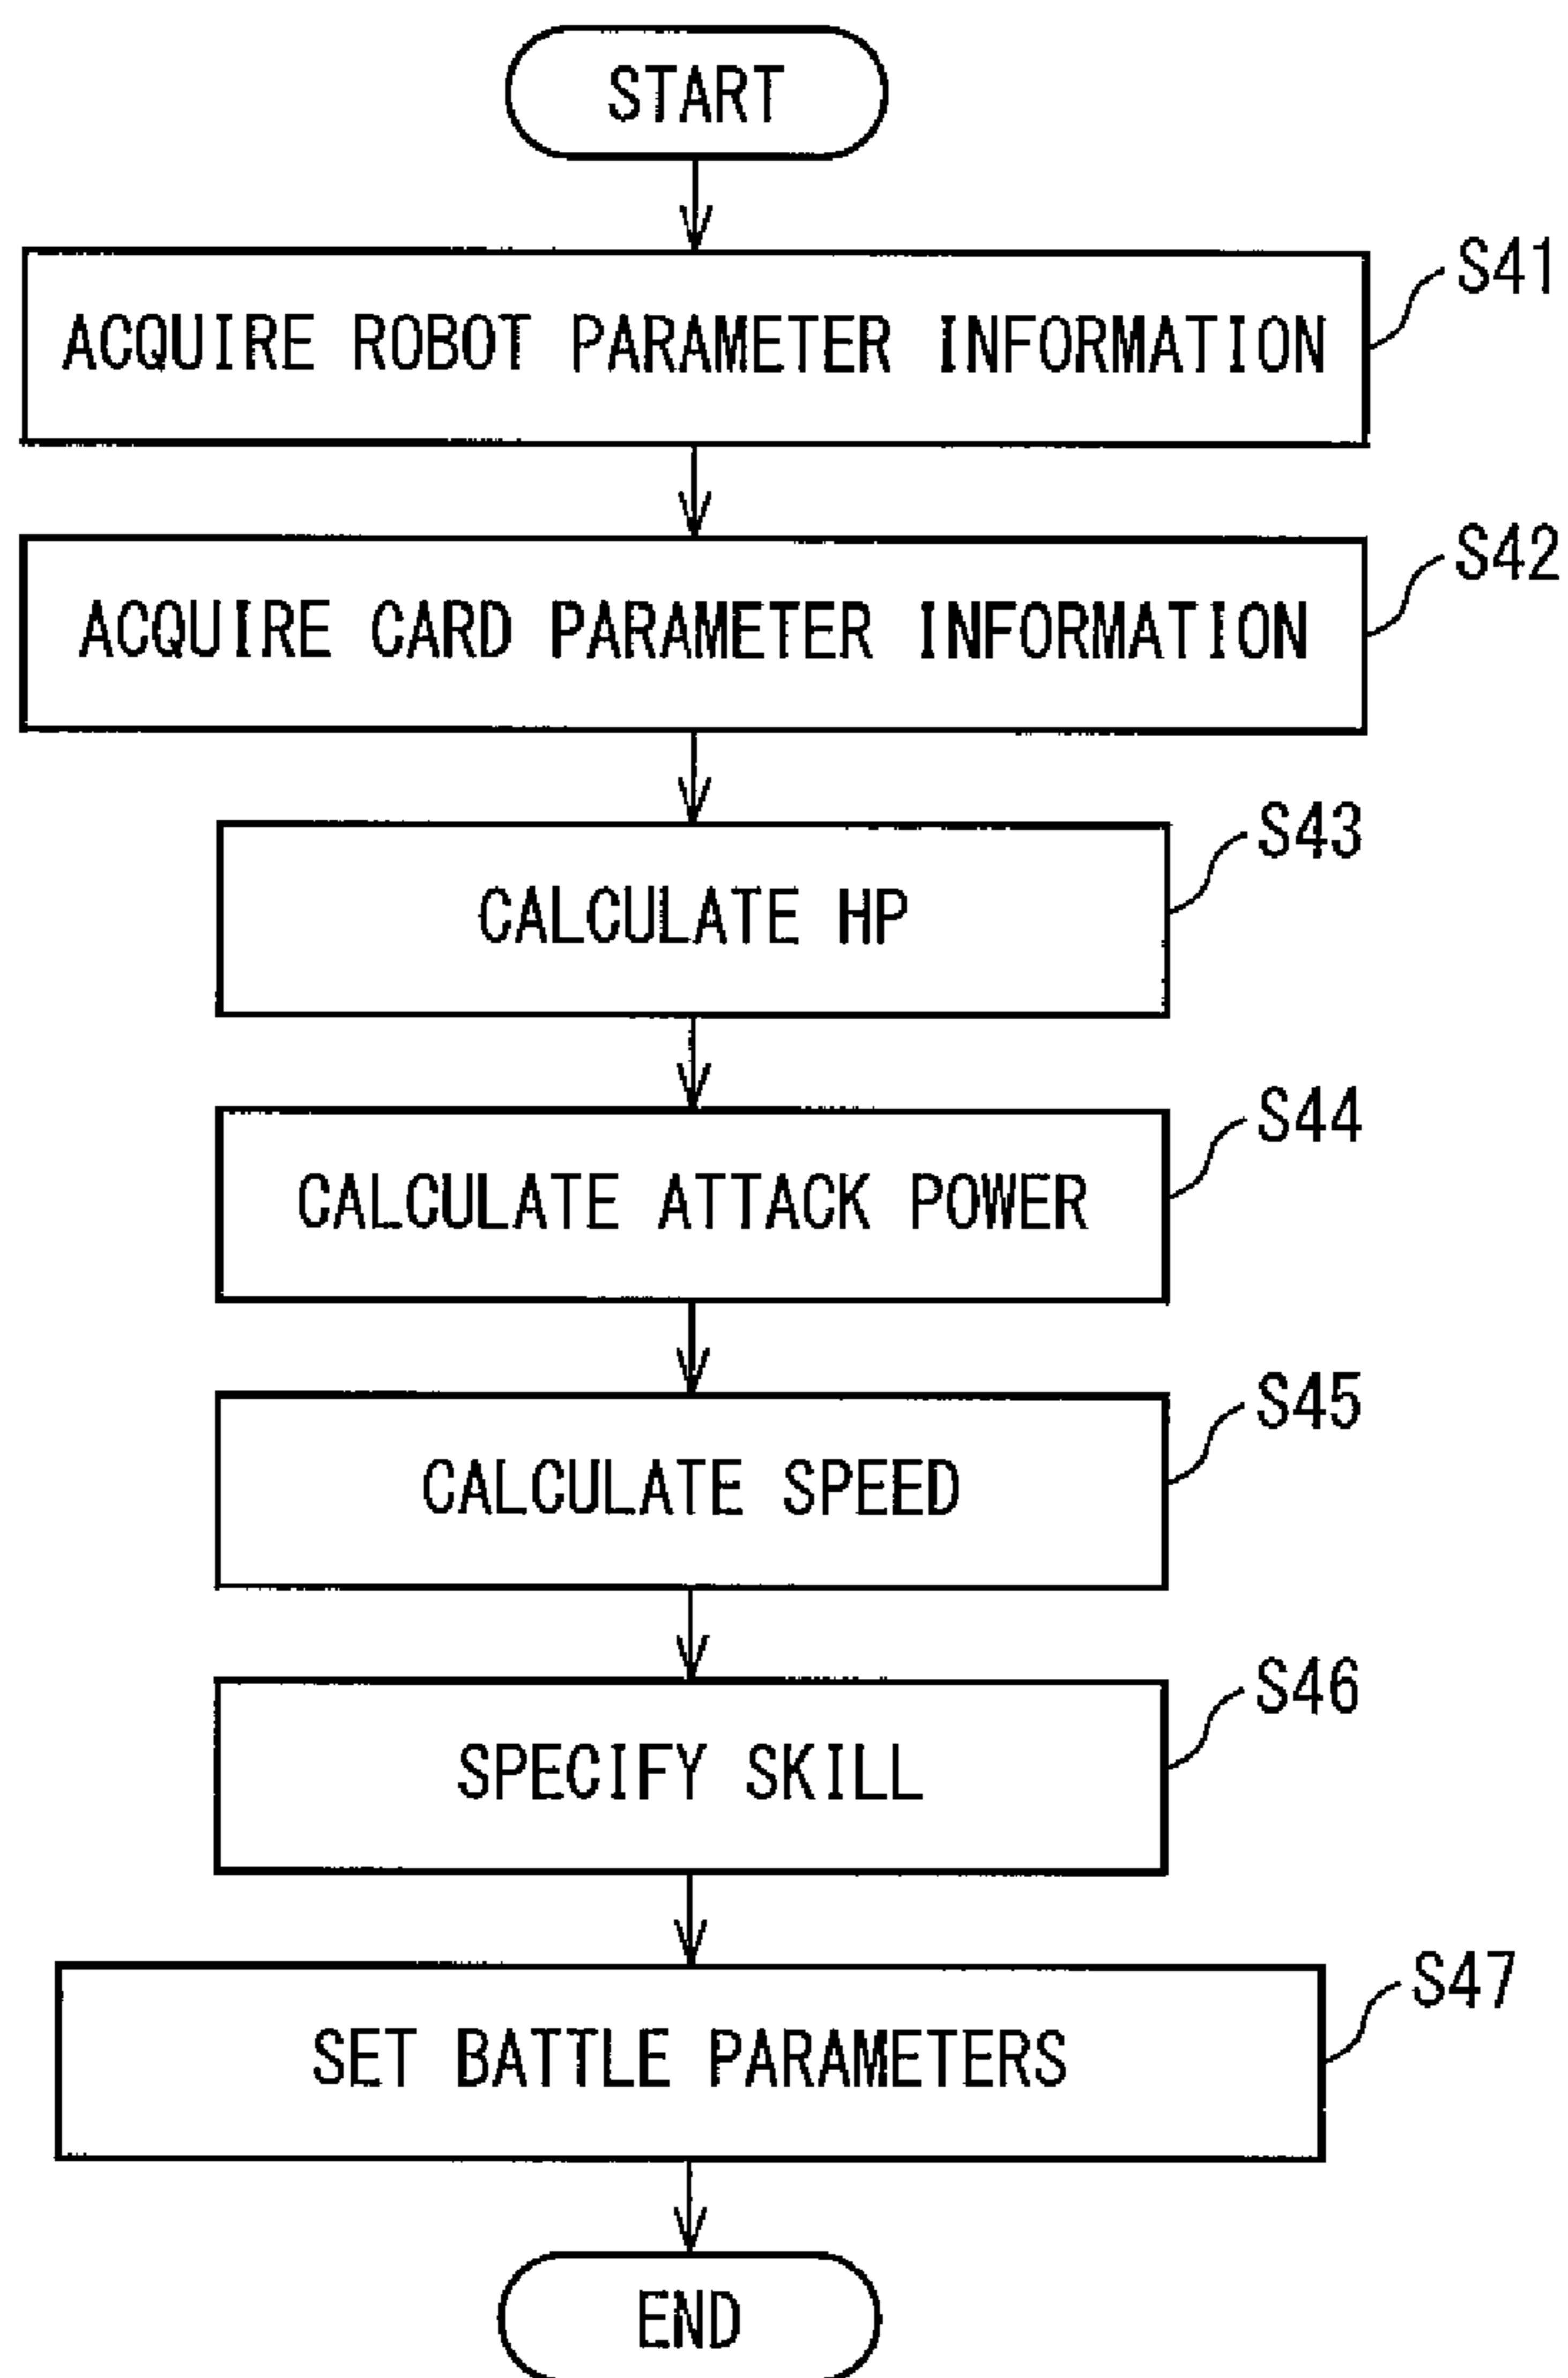 START
ACQUIRE ROBOT PARAMETER INFORMATION
S41
ACQUIRE CARD PARAMETER INFORMATION
S42
CALCULATE HP
S43
CALCULATE ATTACK POWER
S44
CALCULATE SPEED
S45
SPECIFY SKILL
S46
SET BATTLE PARAMETERS
S47
END